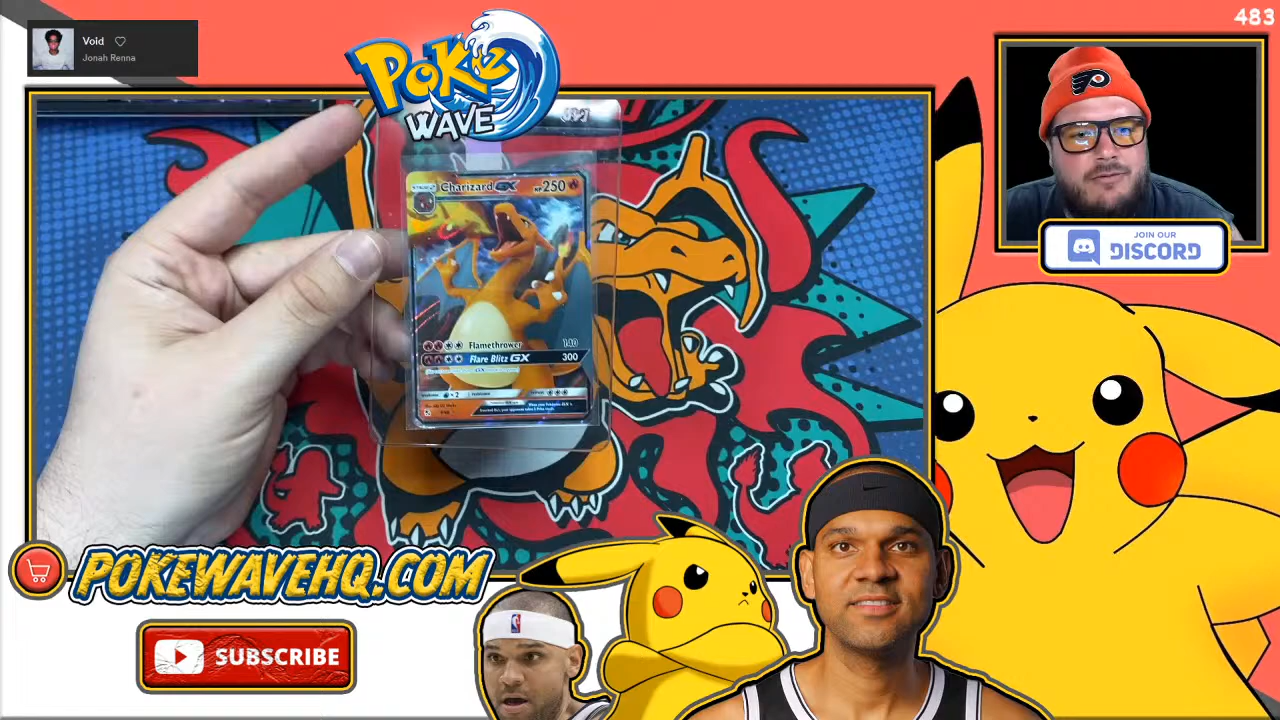 483
Void
Jonah Renna
POKÉ
WAVE
Charizard GX
HP250
Flamethrower 140
Flare Blitz GX 300
JOIN OUR
DISCORD
POKEWAVEHQ.COM
SUBSCRIBE